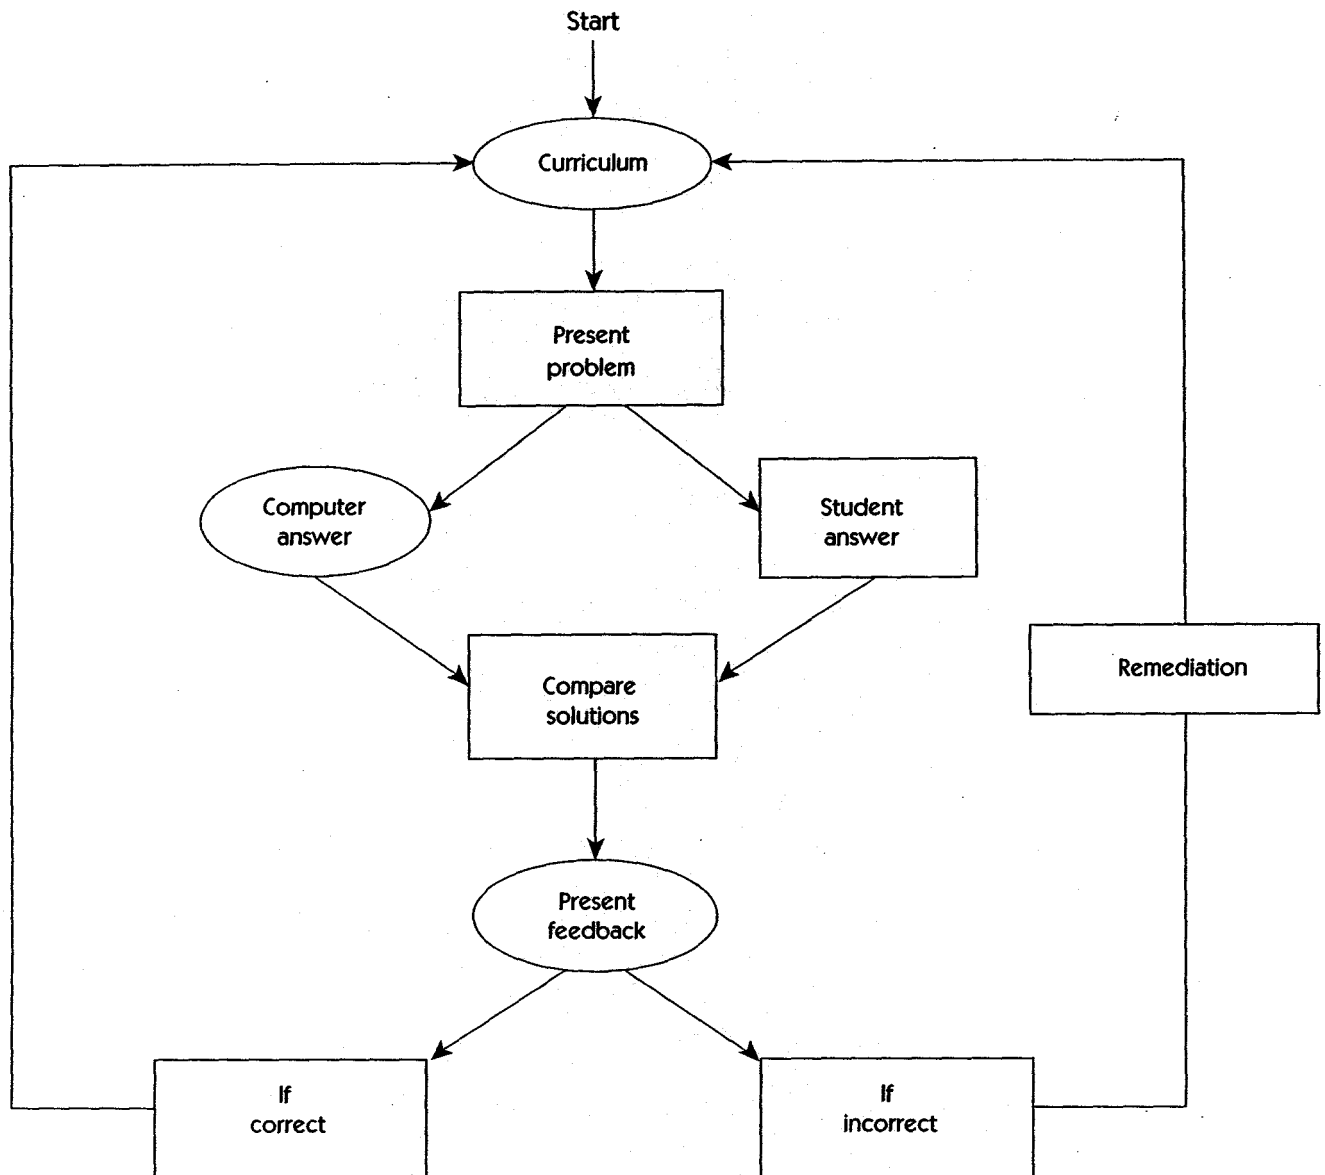 Start
Curriculum
Present
problem
Computer
answer
Student
answer
Compare
solutions
Remediation
Present
feedback
If
correct
If
incorrect